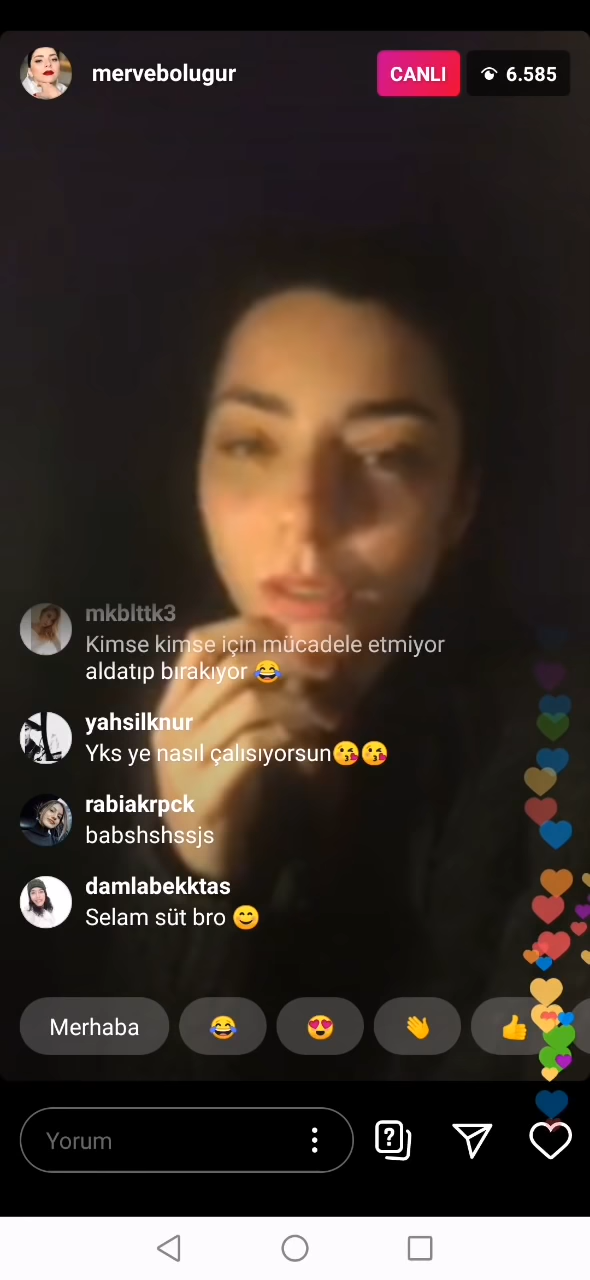 mervebolugur
CANLI
6.585
mkblttk3
Kimse kimse için mücadele etmiyor
aldatıp bırakıyor 😂
yahsilknur
Yks ye nasıl çalısıyorsun😘😘
rabiakrpck
babshshssjs
damlabekktas
Selam süt bro 😊
Merhaba
Yorum